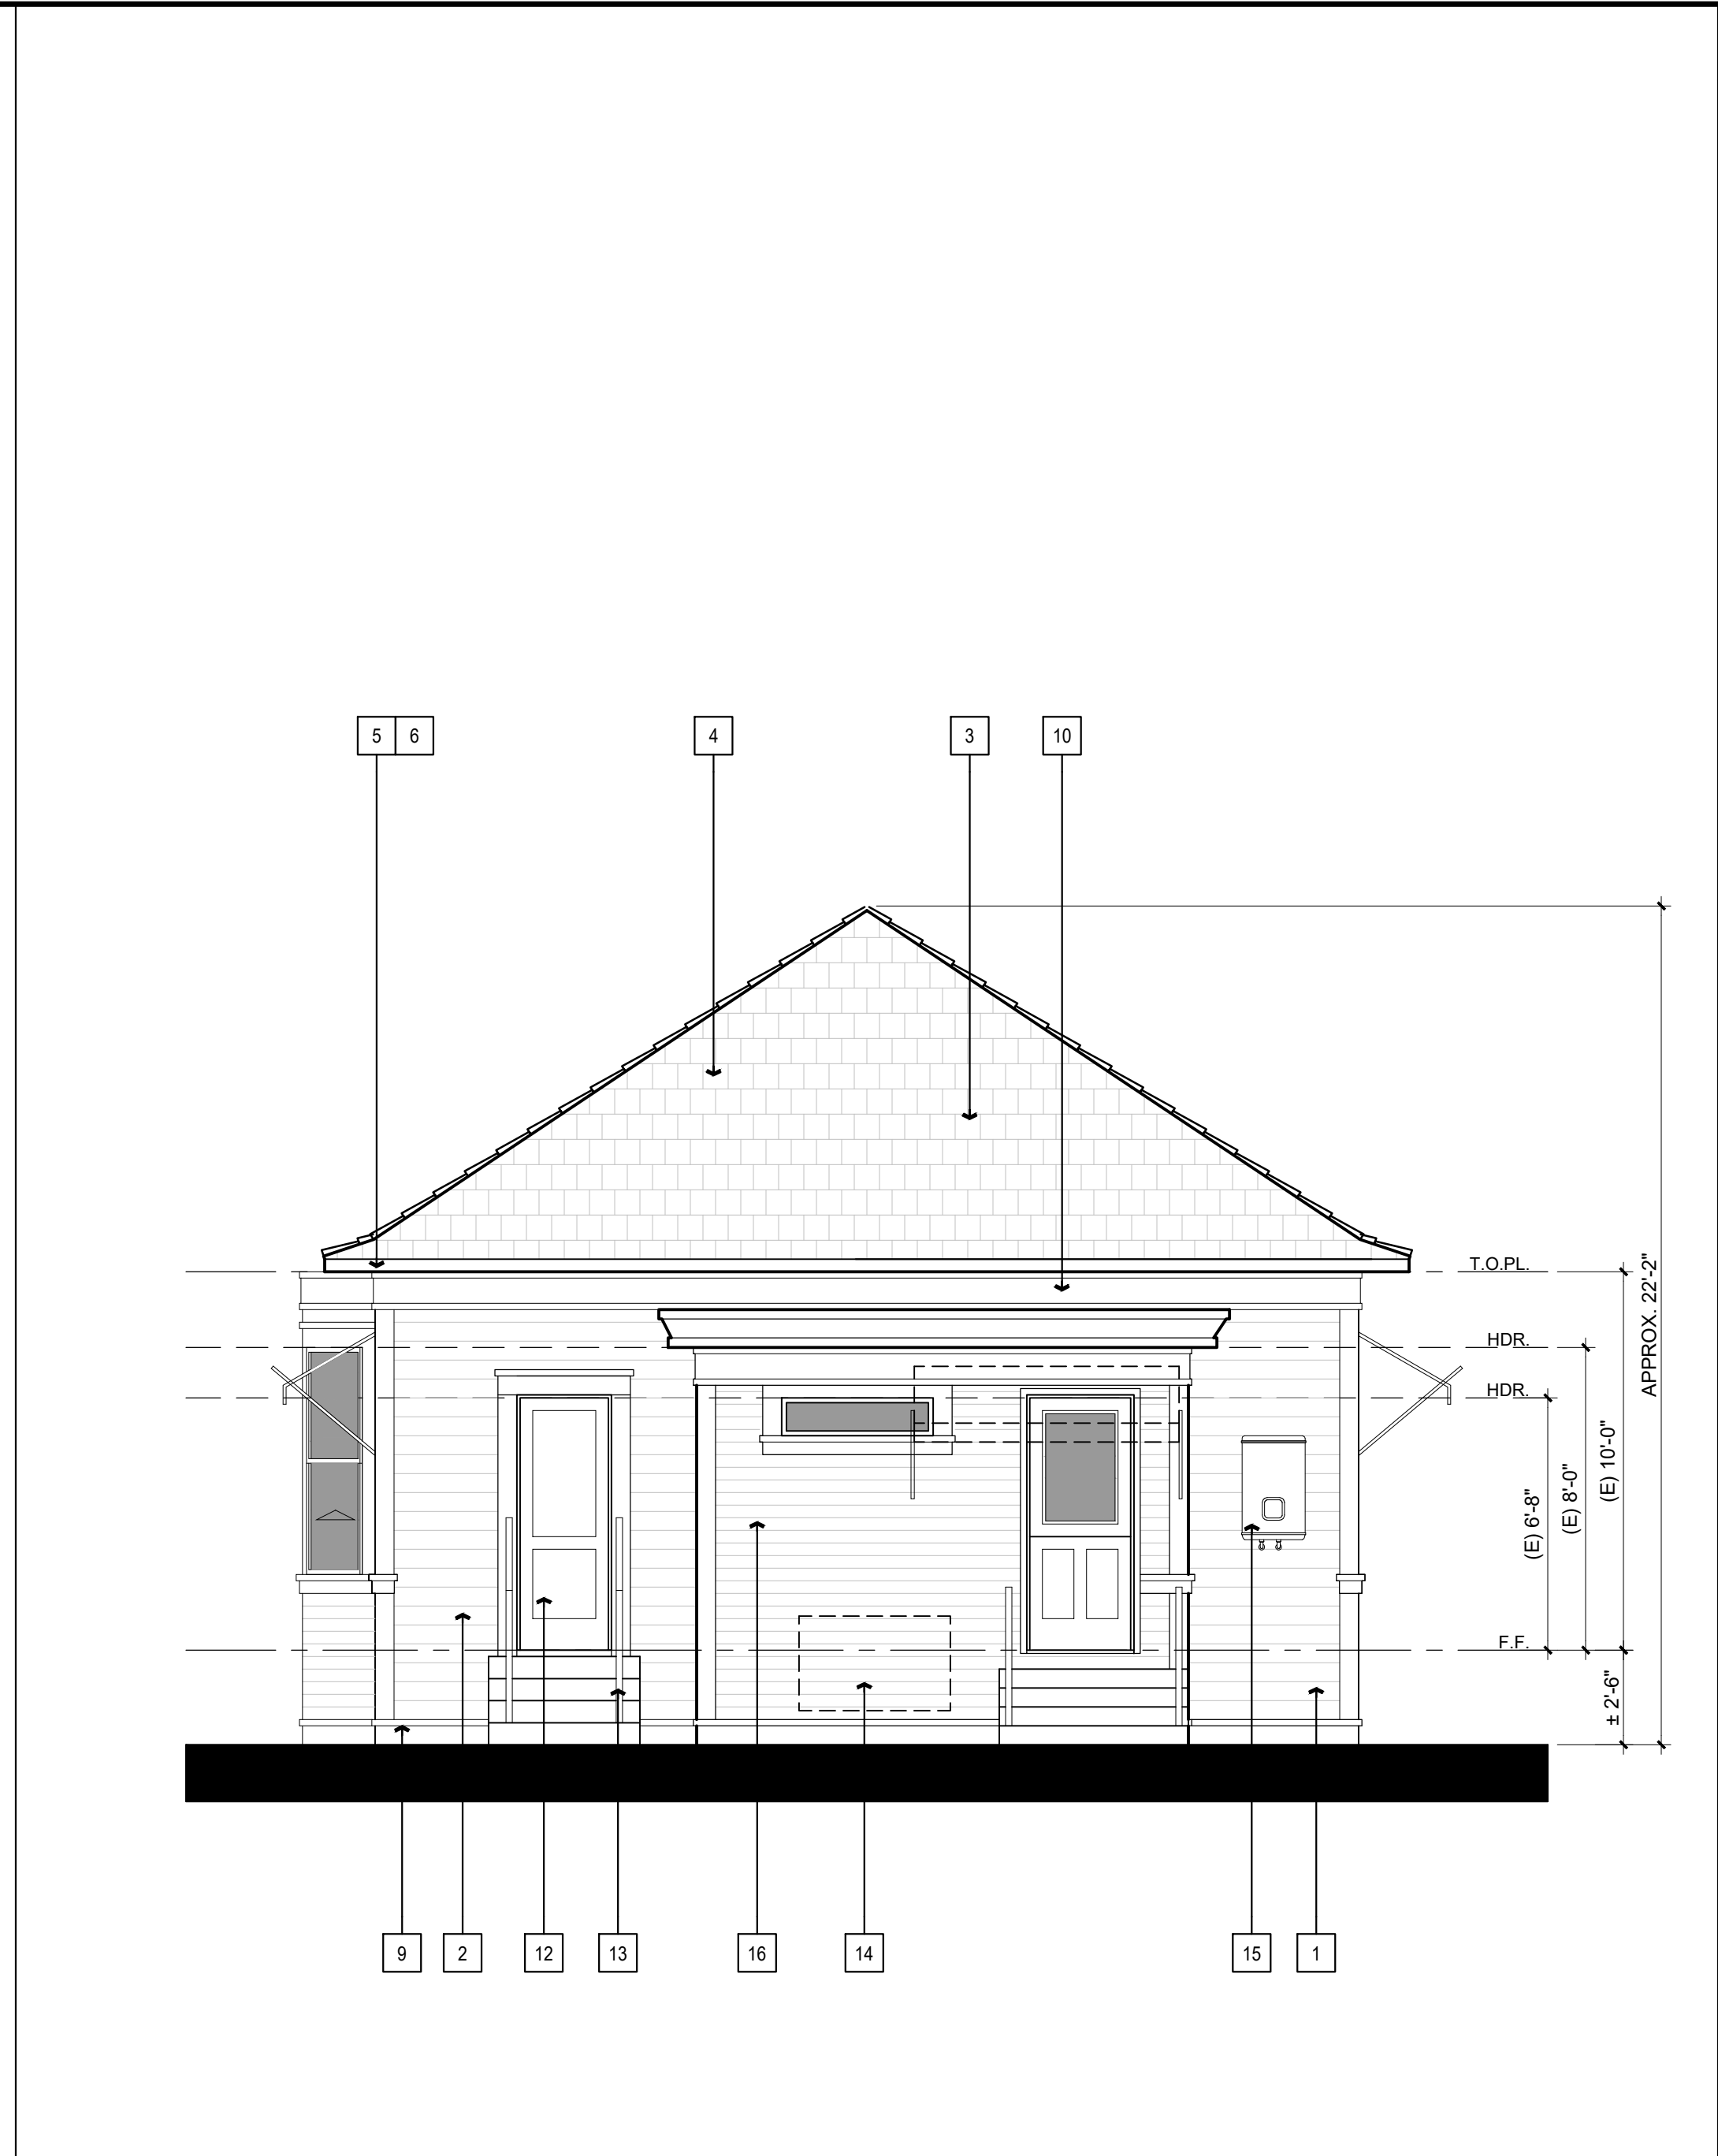 5 6 4 3 10
T.O.PL.
HDR.
HDR.
F.F.
(E) 6'-8"
(E) 8'-0"
(E) 10'-0"
± 2'-6"
APPROX. 22'-2"
9 2 12 13 16 14 15 1